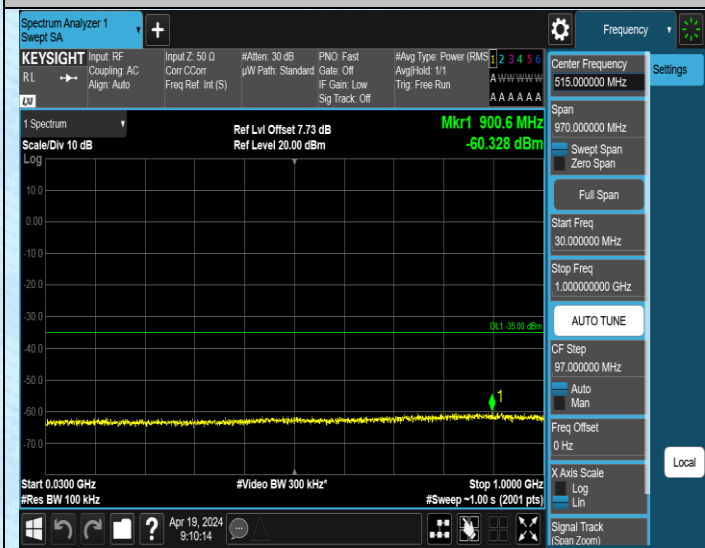 Spectrum Analyzer 1
Swept SA
Frequency
KEYSIGHT
RL
LXI
Input: RF
Coupling: AC
Align: Auto
Input Z: 50 Ω
Corr CCorr
Freq Ref: Int (S)
#Atten: 30 dB
µW Path: Standard
PNO: Fast
Gate: Off
IF Gain: Low
Sig Track: Off
#Avg Type: Power (RMS
Avg|Hold: 1/1
Trig: Free Run
1 2 3 4 5 6
A W W W W W
A A A A A A
Settings
1 Spectrum
Scale/Div 10 dB
Ref Lvl Offset 7.73 dB
Ref Level 20.00 dBm
Mkr1 900.6 MHz
-60.328 dBm
Log
10.0
0.00
-10.0
-20.0
-30.0
-40.0
-50.0
-60.0
-70.0
DL1 -35.00 dBm
1
Start 0.0300 GHz
#Res BW 100 kHz
#Video BW 300 kHz*
Stop 1.0000 GHz
#Sweep ~1.00 s (2001 pts)
Center Frequency
515.000000 MHz
Span
970.000000 MHz
Swept Span
Zero Span
Full Span
Start Freq
30.000000 MHz
Stop Freq
1.000000000 GHz
AUTO TUNE
CF Step
97.000000 MHz
Auto
Man
Freq Offset
0 Hz
X Axis Scale
Log
Lin
Signal Track
(Span Zoom)
Local
?
Apr 19, 2024
9:10:14